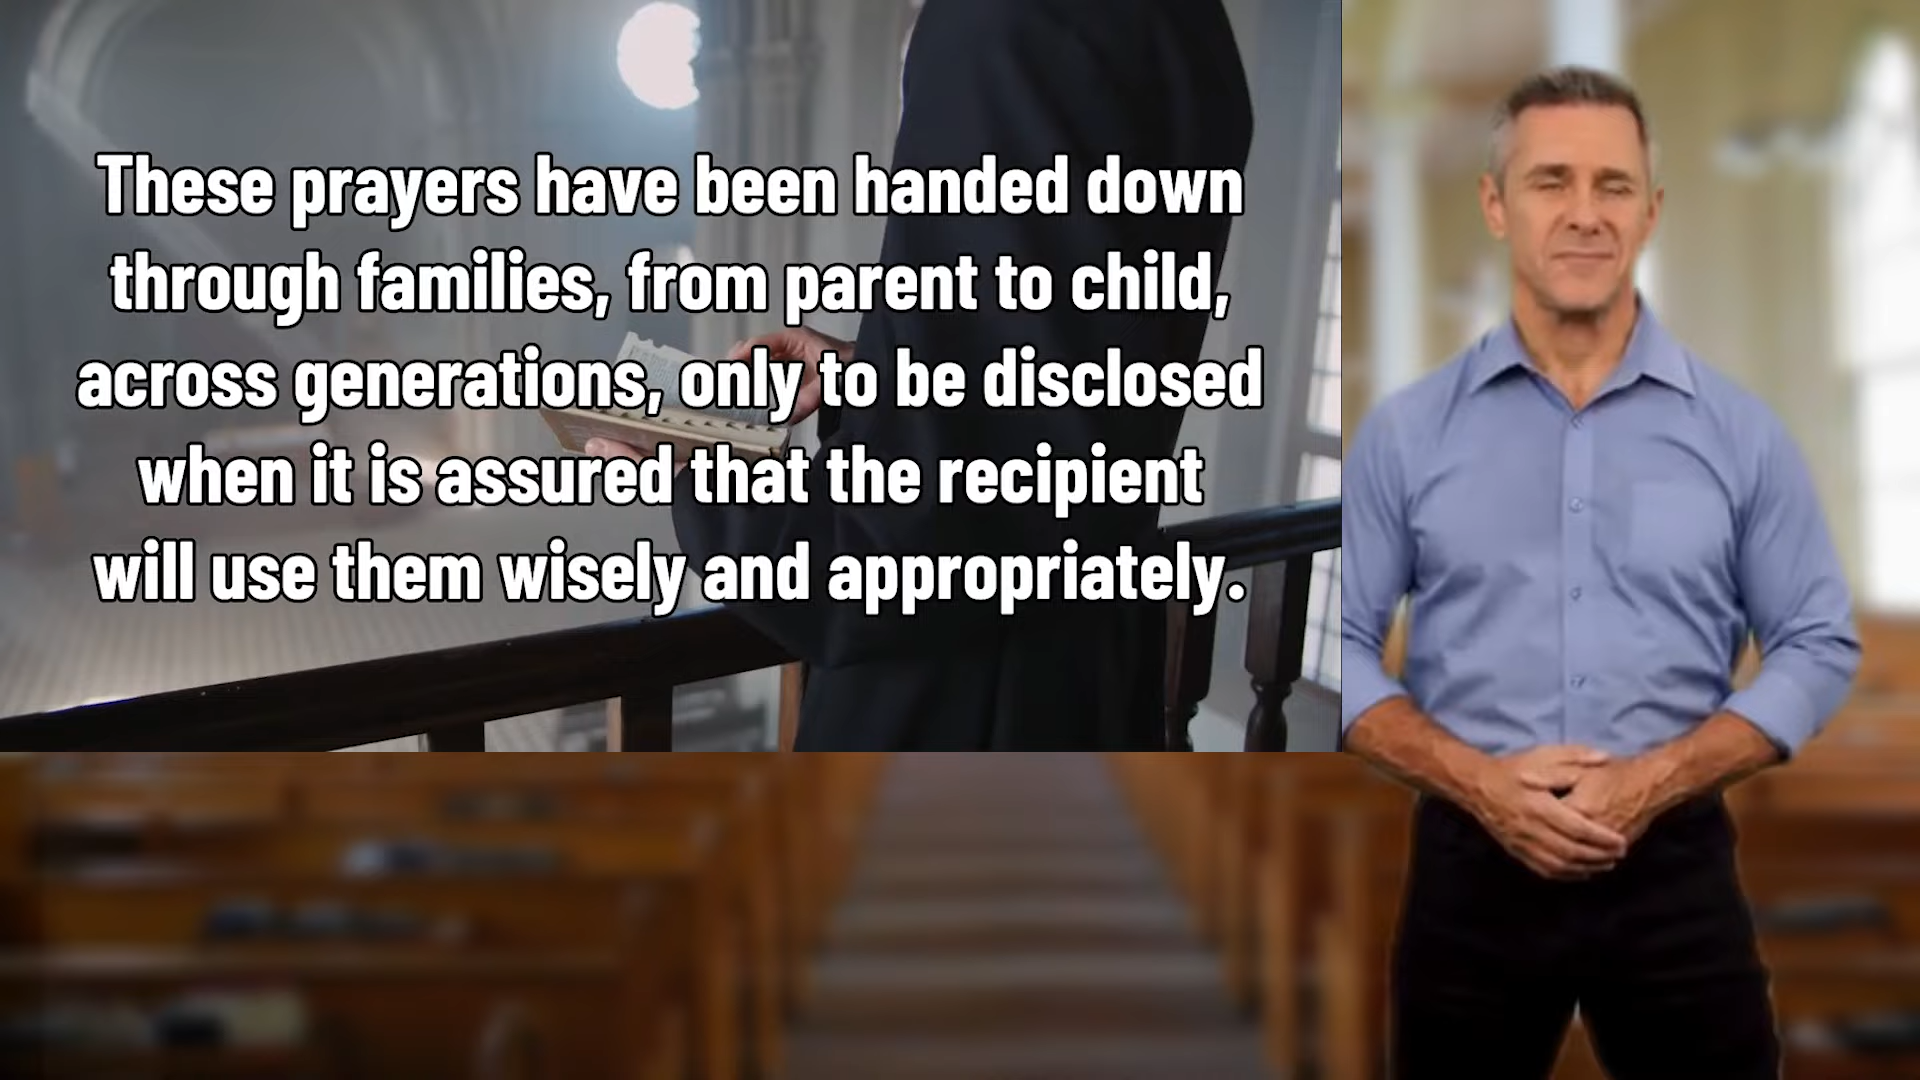 These prayers have been handed down
through families, from parent to child,
across generations, only to be disclosed
when it is assured that the recipient
will use them wisely and appropriately.